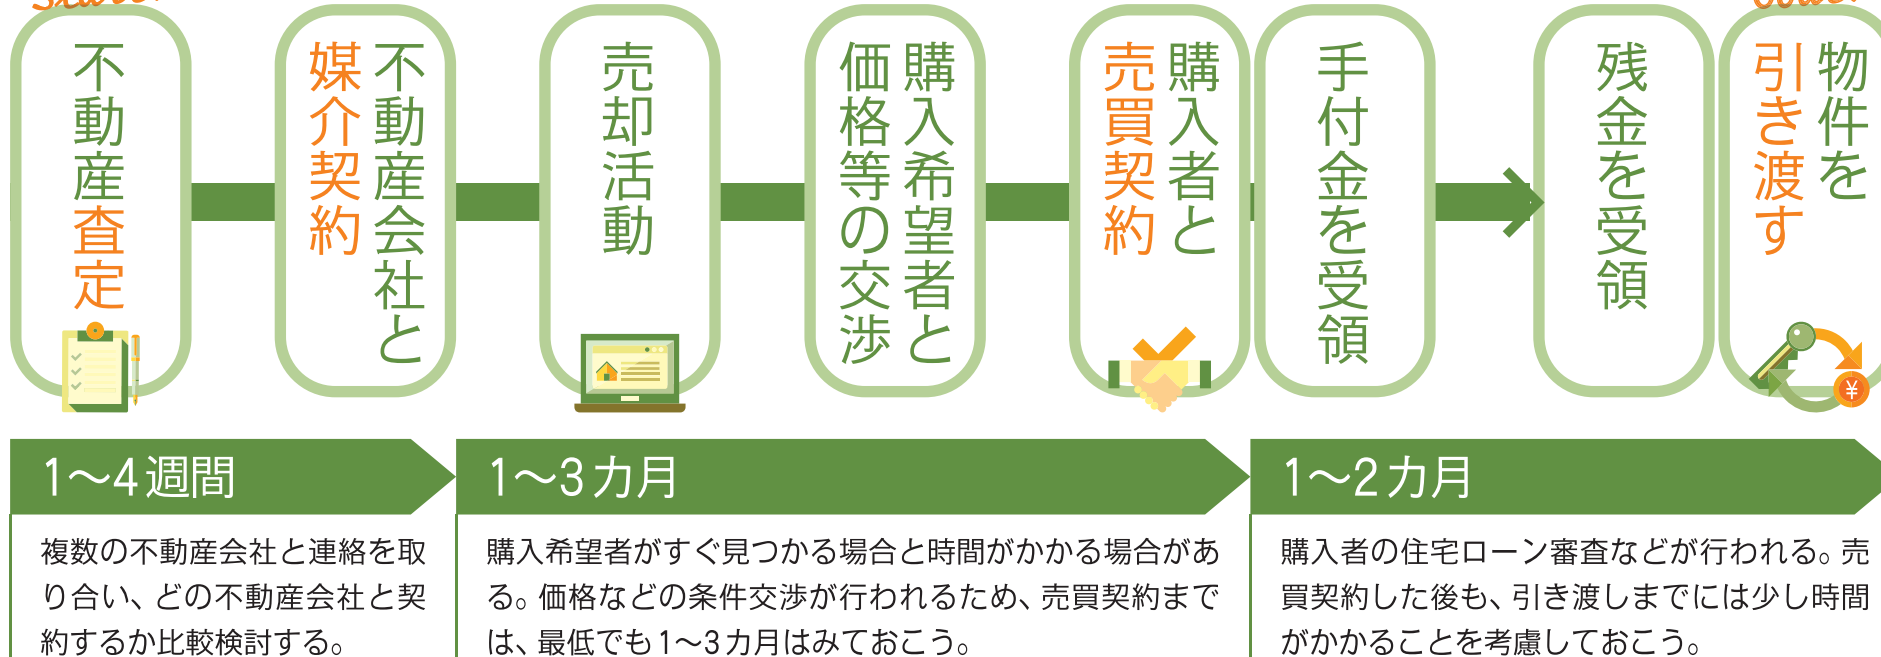 不動産査定
不動産会社と
媒介契約
売却活動
購入希望者と
価格等の交渉
購入者と
売買契約
手付金を受領
残金を受領
物件を
引き渡す
¥
1〜4週間
複数の不動産会社と連絡を取
り合い、どの不動産会社と契
約するか比較検討する。
1〜3カ月
購入希望者がすぐ見つかる場合と時間がかかる場合があ
る。価格などの条件交渉が行われるため、売買契約まで
は、最低でも1〜3カ月はみておこう。
1〜2カ月
購入者の住宅ローン審査などが行われる。売
買契約した後も、引き渡しまでには少し時間
がかかることを考慮しておこう。